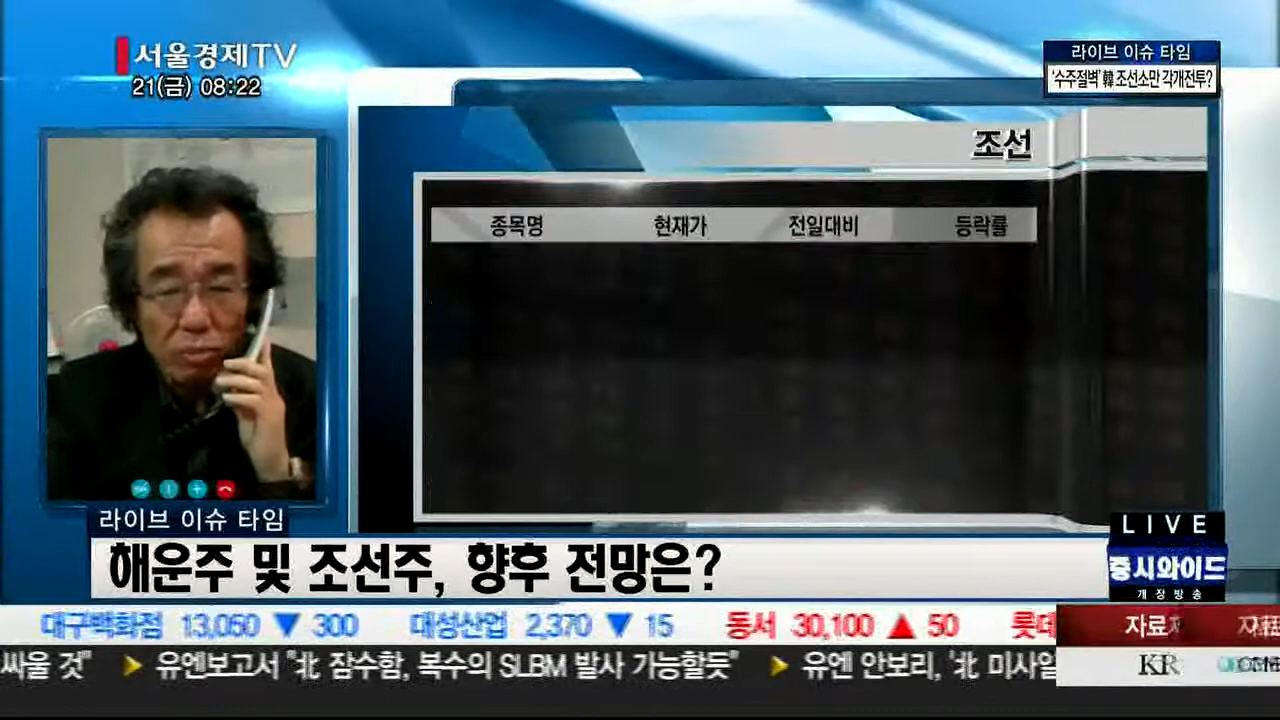 서울경제TV
21(금) 08:22
라이브 이슈 타임
'수주절벽' 韓 조선소만 각개전투?
조선
종목명 현재가 전일대비 등락률
라이브 이슈 타임
해운주 및 조선주, 향후 전망은?
LIVE
증시와이드
개장방송
대구백화점 13,050 ▼ 300 대성산업 2,370 ▼ 15 동서 30,100 ▲ 50 롯데
자료
싸울 것" 유엔보고서 "北 잠수함, 복수의 SLBM 발사 가능할듯" 유엔 안보리, '北 미사일
KR